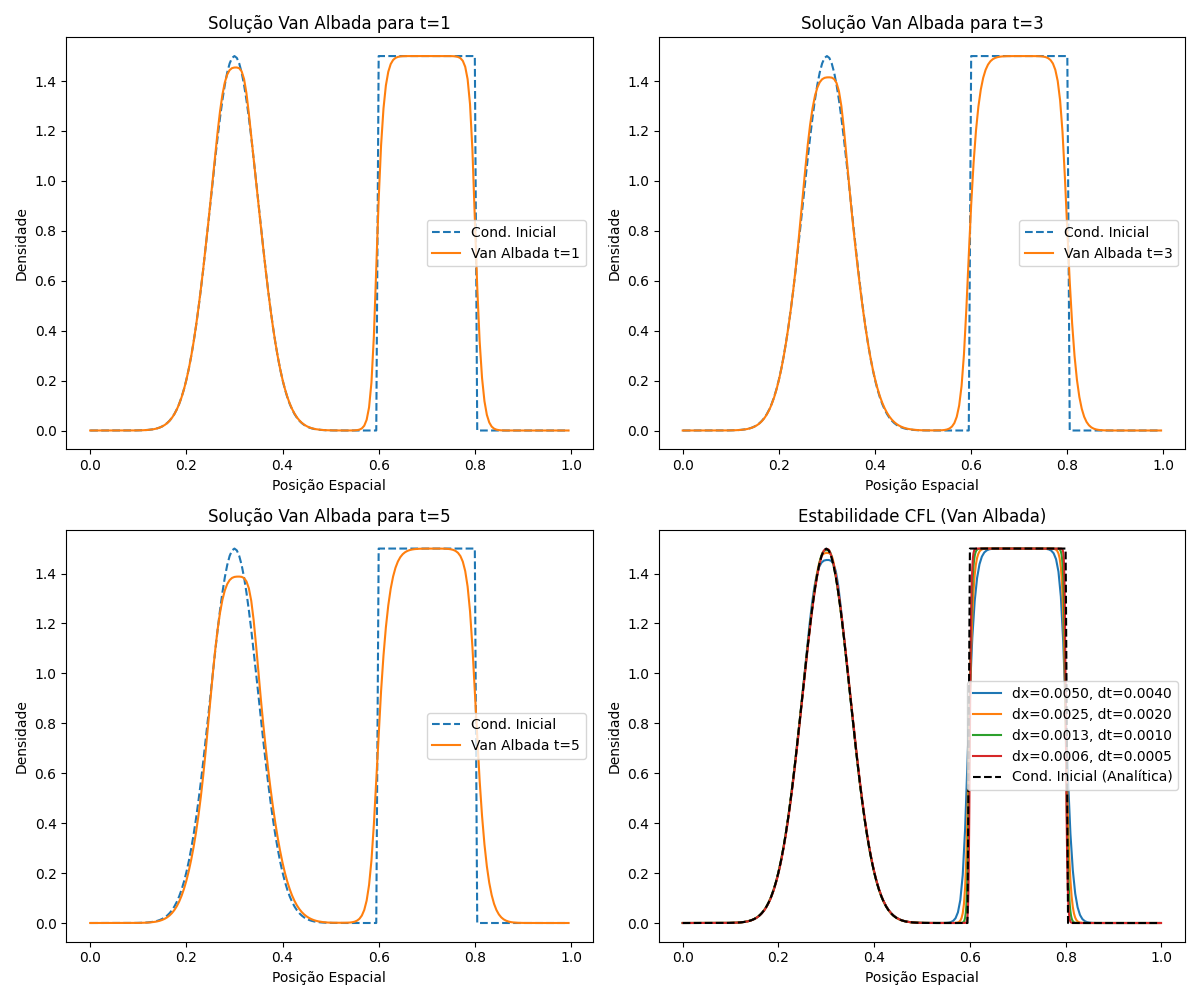 Solução Van Albada para t=1
Densidade
1.4
1.2
1.0
0.8
0.6
0.4
0.2
0.0
Cond. Inicial
Van Albada t=1
0.0 0.2 0.4 0.6 0.8 1.0
Posição Espacial
Solução Van Albada para t=3
Densidade
1.4
1.2
1.0
0.8
0.6
0.4
0.2
0.0
Cond. Inicial
Van Albada t=3
0.0 0.2 0.4 0.6 0.8 1.0
Posição Espacial
Solução Van Albada para t=5
Densidade
1.4
1.2
1.0
0.8
0.6
0.4
0.2
0.0
Cond. Inicial
Van Albada t=5
0.0 0.2 0.4 0.6 0.8 1.0
Posição Espacial
Estabilidade CFL (Van Albada)
Densidade
1.4
1.2
1.0
0.8
0.6
0.4
0.2
0.0
dx=0.0050, dt=0.0040
dx=0.0025, dt=0.0020
dx=0.0013, dt=0.0010
dx=0.0006, dt=0.0005
Cond. Inicial (Analítica)
0.0 0.2 0.4 0.6 0.8 1.0
Posição Espacial